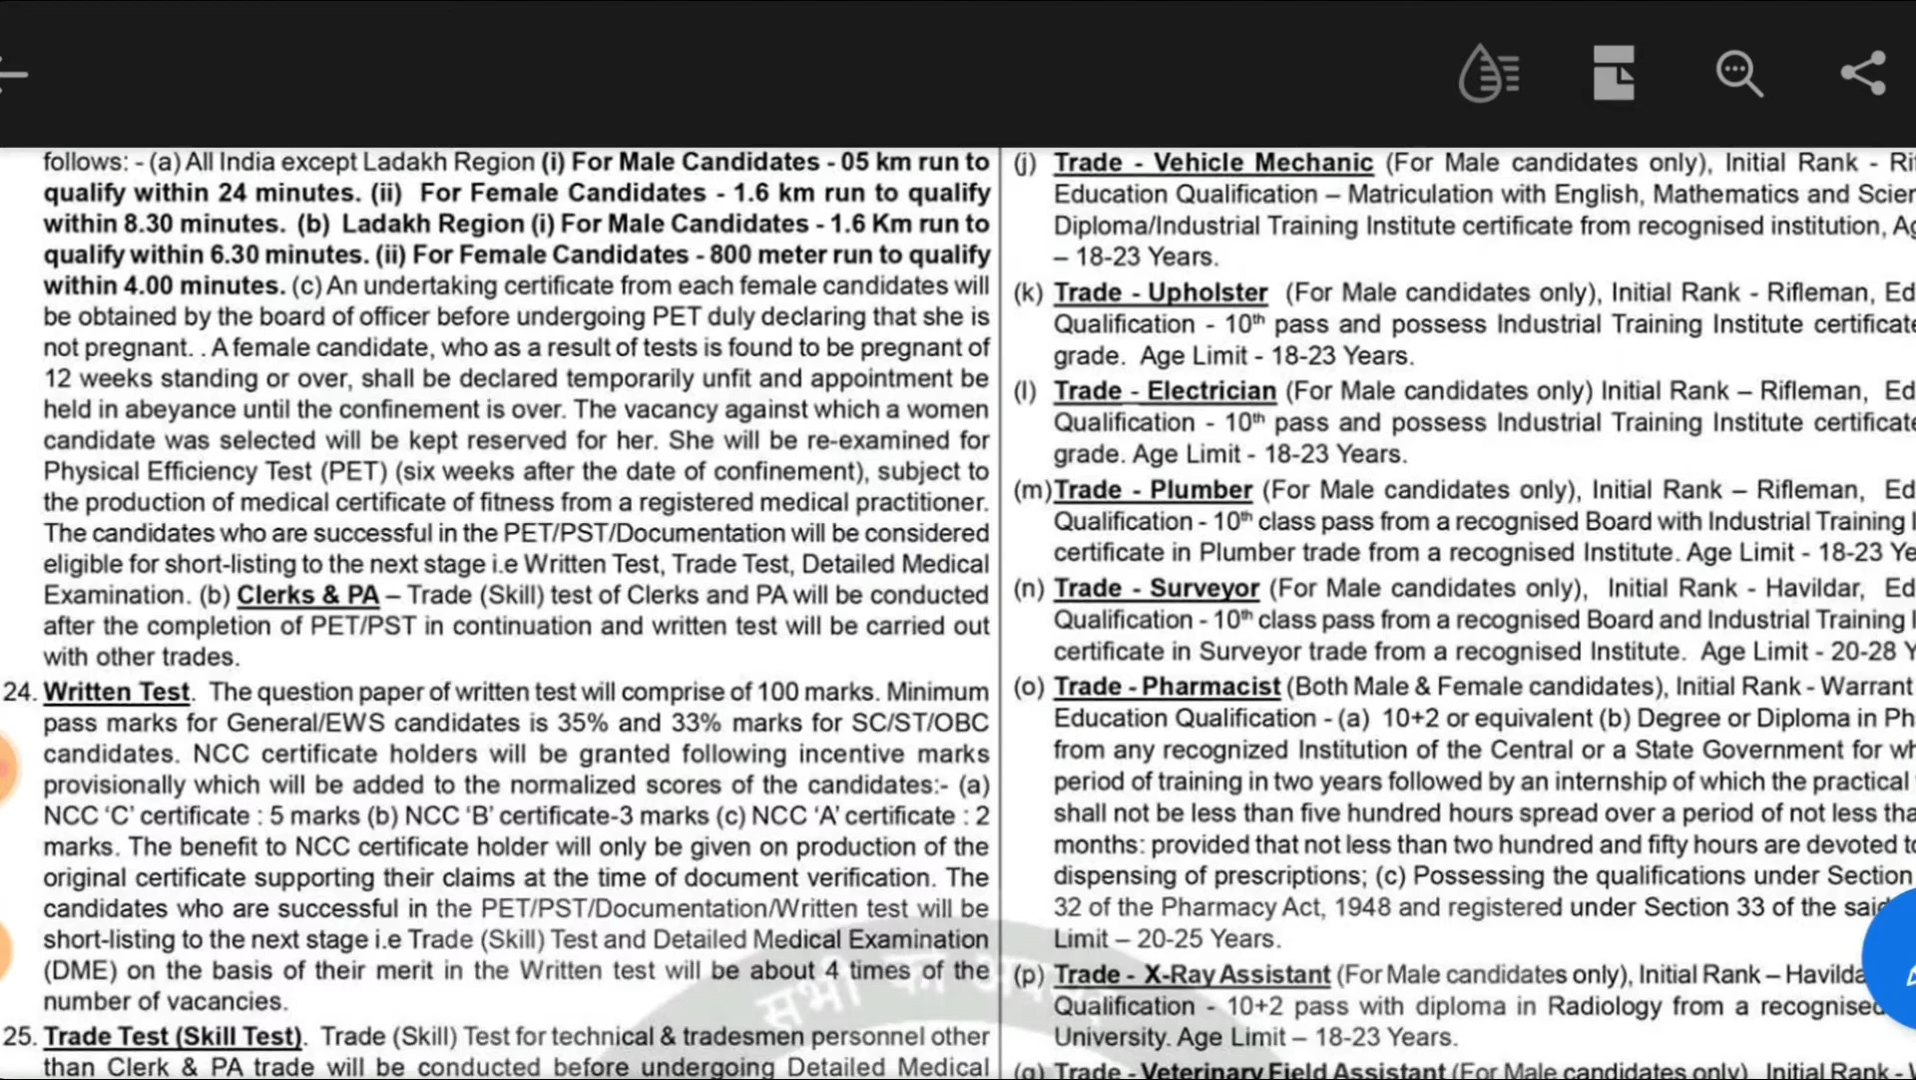 follows: - (a) All India except Ladakh Region (i) For Male Candidates - 05 km run to
qualify within 24 minutes. (ii) For Female Candidates - 1.6 km run to qualify
within 8.30 minutes. (b) Ladakh Region (i) For Male Candidates - 1.6 Km run to
qualify within 6.30 minutes. (ii) For Female Candidates - 800 meter run to qualify
within 4.00 minutes. (c) An undertaking certificate from each female candidates will
be obtained by the board of officer before undergoing PET duly declaring that she is
not pregnant. . A female candidate, who as a result of tests is found to be pregnant of
12 weeks standing or over, shall be declared temporarily unfit and appointment be
held in abeyance until the confinement is over. The vacancy against which a women
candidate was selected will be kept reserved for her. She will be re-examined for
Physical Efficiency Test (PET) (six weeks after the date of confinement), subject to
the production of medical certificate of fitness from a registered medical practitioner.
The candidates who are successful in the PET/PST/Documentation will be considered
eligible for short-listing to the next stage i.e Written Test, Trade Test, Detailed Medical
Examination. (b) Clerks & PA – Trade (Skill) test of Clerks and PA will be conducted
after the completion of PET/PST in continuation and written test will be carried out
with other trades.
24. Written Test. The question paper of written test will comprise of 100 marks. Minimum
pass marks for General/EWS candidates is 35% and 33% marks for SC/ST/OBC
candidates. NCC certificate holders will be granted following incentive marks
provisionally which will be added to the normalized scores of the candidates:- (a)
NCC ‘C’ certificate : 5 marks (b) NCC ‘B’ certificate-3 marks (c) NCC ‘A’ certificate : 2
marks. The benefit to NCC certificate holder will only be given on production of the
original certificate supporting their claims at the time of document verification. The
candidates who are successful in the PET/PST/Documentation/Written test will be
short-listing to the next stage i.e Trade (Skill) Test and Detailed Medical Examination
(DME) on the basis of their merit in the Written test will be about 4 times of the
number of vacancies.
25. Trade Test (Skill Test). Trade (Skill) Test for technical & tradesmen personnel other
than Clerk & PA trade will be conducted before undergoing Detailed Medical
(j) Trade - Vehicle Mechanic (For Male candidates only), Initial Rank - Ri
Education Qualification – Matriculation with English, Mathematics and Scien
Diploma/Industrial Training Institute certificate from recognised institution, Ag
– 18-23 Years.
(k) Trade - Upholster (For Male candidates only), Initial Rank - Rifleman, Ed
Qualification - 10th pass and possess Industrial Training Institute certificate
grade. Age Limit - 18-23 Years.
(l) Trade - Electrician (For Male candidates only) Initial Rank – Rifleman, Ed
Qualification - 10th pass and possess Industrial Training Institute certificate
grade. Age Limit - 18-23 Years.
(m) Trade - Plumber (For Male candidates only), Initial Rank – Rifleman, Ed
Qualification - 10th class pass from a recognised Board with Industrial Training I
certificate in Plumber trade from a recognised Institute. Age Limit - 18-23 Ye
(n) Trade - Surveyor (For Male candidates only), Initial Rank - Havildar, Ed
Qualification - 10th class pass from a recognised Board and Industrial Training I
certificate in Surveyor trade from a recognised Institute. Age Limit - 20-28 Y
(o) Trade - Pharmacist (Both Male & Female candidates), Initial Rank - Warrant
Education Qualification - (a) 10+2 or equivalent (b) Degree or Diploma in Ph
from any recognized Institution of the Central or a State Government for wh
period of training in two years followed by an internship of which the practical
shall not be less than five hundred hours spread over a period of not less tha
months: provided that not less than two hundred and fifty hours are devoted to
dispensing of prescriptions; (c) Possessing the qualifications under Section
32 of the Pharmacy Act, 1948 and registered under Section 33 of the said
Limit – 20-25 Years.
(p) Trade - X-Ray Assistant (For Male candidates only), Initial Rank – Havilda
Qualification - 10+2 pass with diploma in Radiology from a recognised
University. Age Limit – 18-23 Years.
(q) Trade - Veterinary Field Assistant (For Male candidates only) Initial Rank -
सभी का